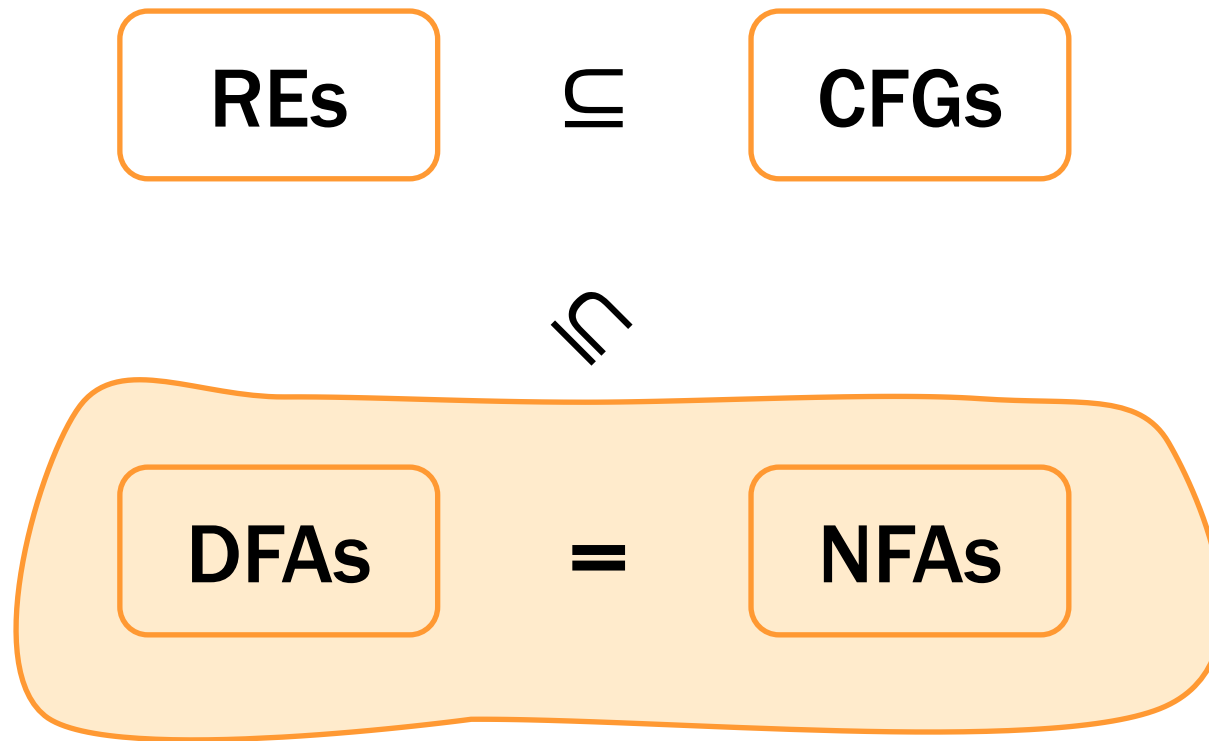 REs ⊆ CFGs
⊆
DFAs = NFAs